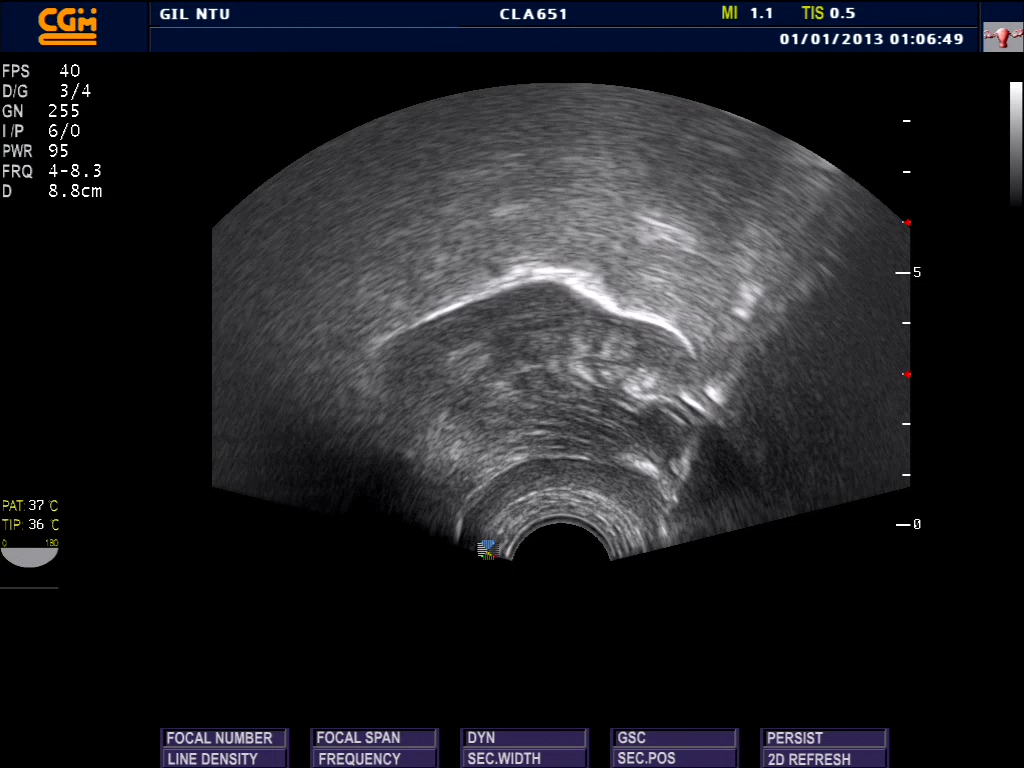 CGM
GIL NTU CLA651 MI 1.1 TIS 0.5
01/01/2013 01:06:49
FPS 40
D/G 3/4
GN 255
I/P 6/0
PWR 95
FRQ 4-8.3
D 8.8cm
5
PAT: 37 °C
TIP: 36 °C
0 180
0
FOCAL NUMBER FOCAL SPAN DYN GSC PERSIST
LINE DENSITY FREQUENCY SEC.WIDTH SEC.POS 2D REFRESH